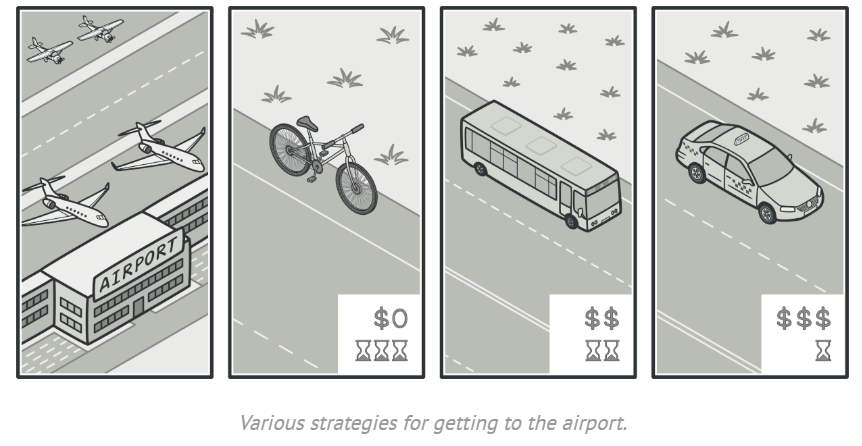 AIRPORT
$0
$$
$$$
Various strategies for getting to the airport.